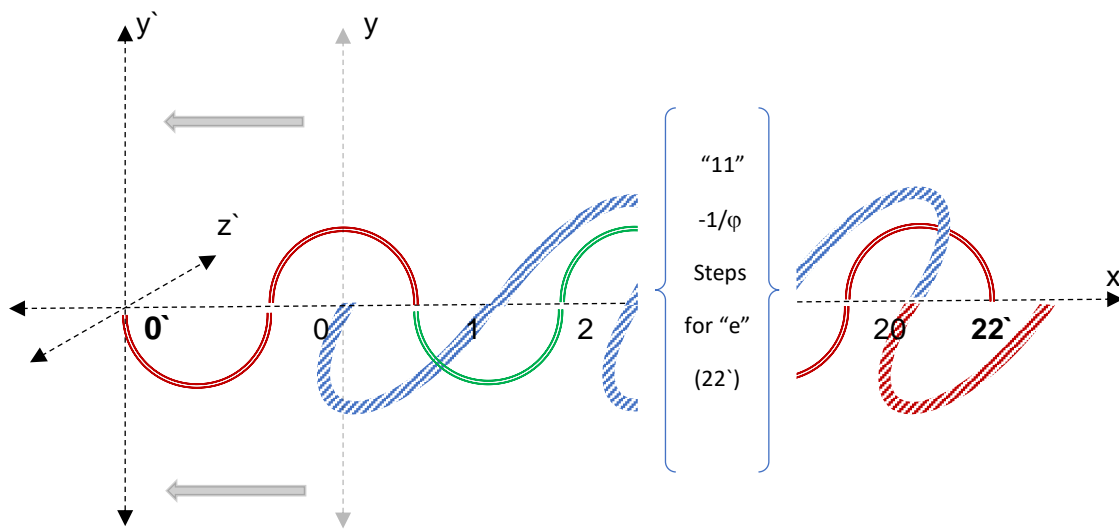 y`
y
z`
x
0`
0
1
2
“11”
-1/φ
Steps
for “e”
(22`)
20
22`